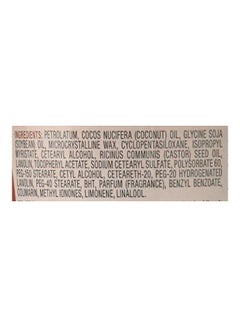 INGREDIENTS: PETROLATUM, COCOS NUCIFERA (COCONUT) OIL, GLYCINE SOJA
(SOYBEAN) OIL, MICROCRYSTALLINE WAX, CYCLOPENTASILOXANE, ISOPROPYL
MYRISTATE, CETEARYL ALCOHOL, RICINUS COMMUNIS (CASTOR) SEED OIL,
LANOLIN, TOCOPHERYL ACETATE, SODIUM CETEARYL SULFATE, POLYSORBATE 60,
PEG-150 STEARATE, CETYL ALCOHOL, CETEARETH-20, PEG-20 HYDROGENATED
LANOLIN, PEG-40 STEARATE, BHT, PARFUM (FRAGRANCE), BENZYL BENZOATE,
COUMARIN, METHYL IONONES, LIMONENE, LINALOOL.